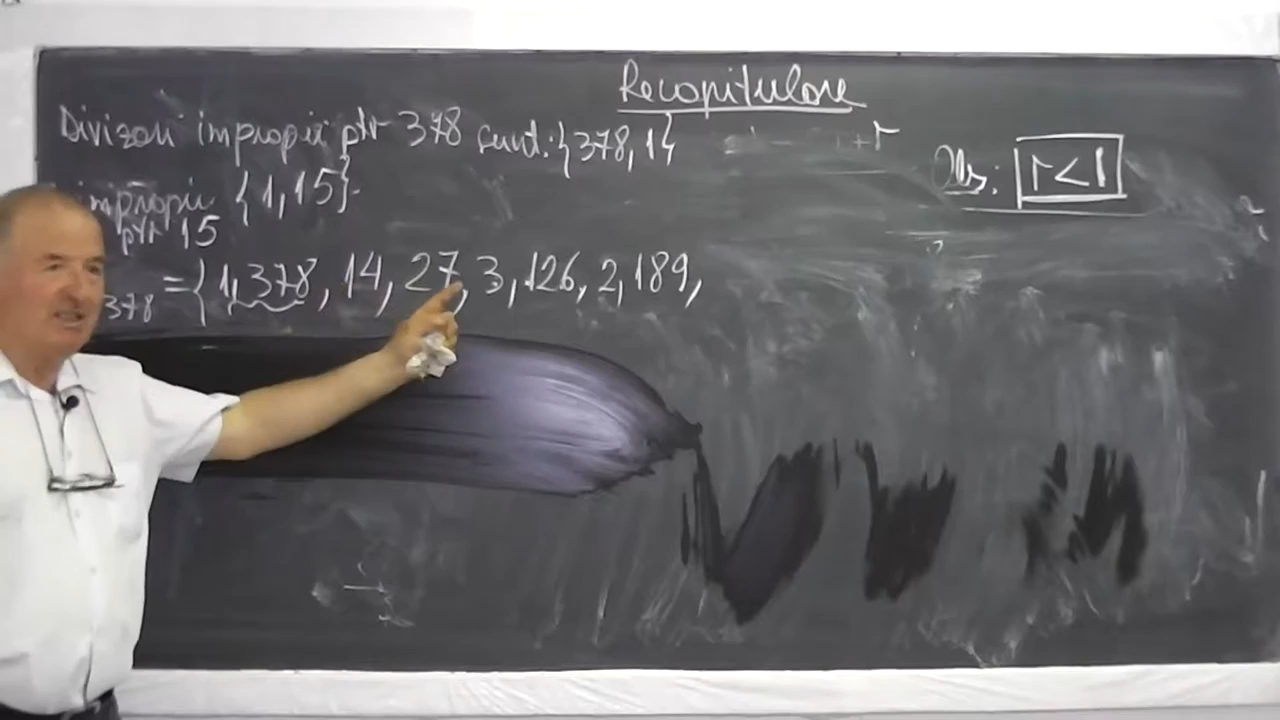 Recapitulare
Divizori improprii ptr 378 sunt: {378, 1}
Obs: r<1
improprii {1, 15}
ptr 15
378 = {1, 378, 14, 27, 3, 126, 2, 189,